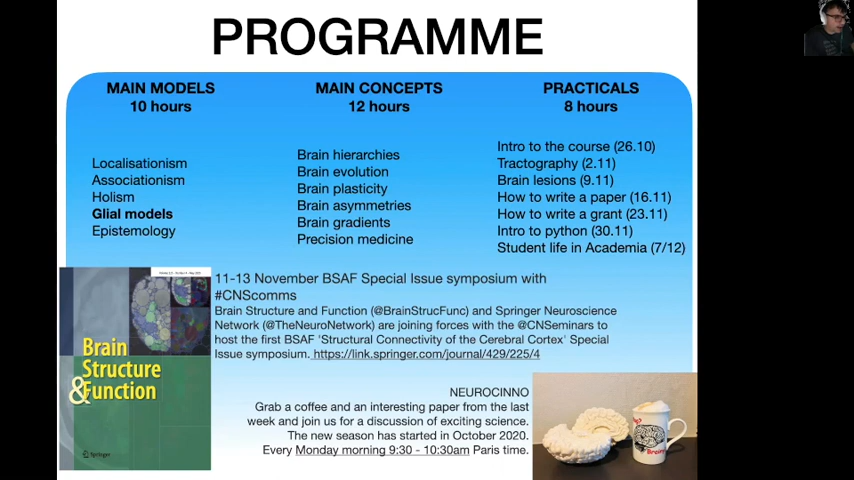 PROGRAMME
MAIN MODELS
10 hours
Localisationism
Associationism
Holism
Glial models
Epistemology
MAIN CONCEPTS
12 hours
Brain hierarchies
Brain evolution
Brain plasticity
Brain asymmetries
Brain gradients
Precision medicine
PRACTICALS
8 hours
Intro to the course (26.10)
Tractography (2.11)
Brain lesions (9.11)
How to write a paper (16.11)
How to write a grant (23.11)
Intro to python (30.11)
Student life in Academia (7/12)
11-13 November BSAF Special Issue symposium with
#CNScomms
Brain Structure and Function (@BrainStrucFunc) and Springer Neuroscience
Network (@TheNeuroNetwork) are joining forces with the @CNSeminars to
host the first BSAF 'Structural Connectivity of the Cerebral Cortex' Special
Issue symposium. https://link.springer.com/journal/429/225/4
Brain
Structure
&Function
Springer
NEUROCINNO
Grab a coffee and an interesting paper from the last
week and join us for a discussion of exciting science.
The new season has started in October 2020.
Every Monday morning 9:30 - 10:30am Paris time.